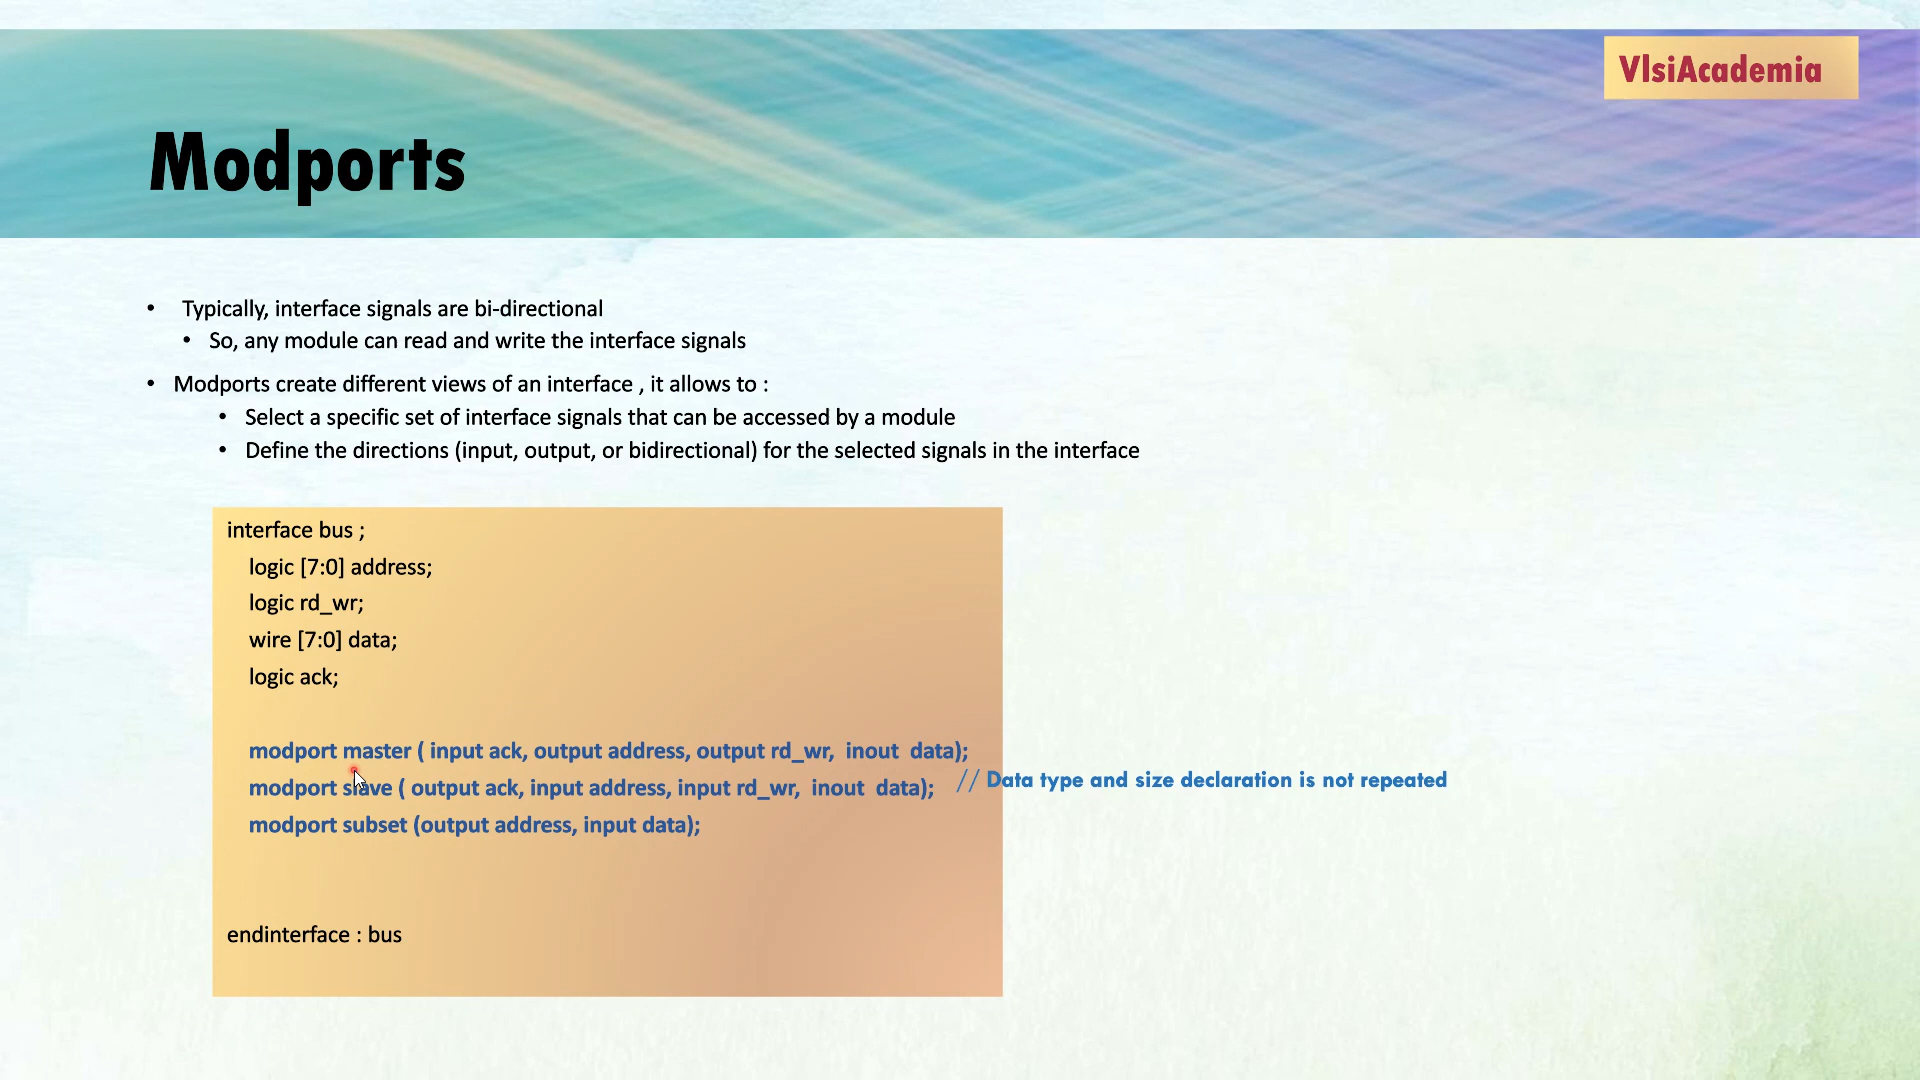 VlsiAcademia
Modports
• Typically, interface signals are bi-directional
• So, any module can read and write the interface signals
• Modports create different views of an interface , it allows to :
• Select a specific set of interface signals that can be accessed by a module
• Define the directions (input, output, or bidirectional) for the selected signals in the interface
interface bus ;
logic [7:0] address;
logic rd_wr;
wire [7:0] data;
logic ack;
modport master ( input ack, output address, output rd_wr, inout data);
modport slave ( output ack, input address, input rd_wr, inout data);
// Data type and size declaration is not repeated
modport subset (output address, input data);
endinterface : bus